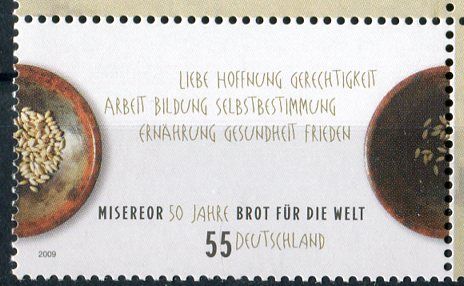 LIEBE HOFFNUNG GERECHTIGKEIT
ARBEIT BILDUNG SELBSTBESTIMMUNG
ERNÄHRUNG GESUNDHEIT FRIEDEN
MISEREOR 50 JAHRE BROT FÜR DIE WELT
55 DEUTSCHLAND
2009